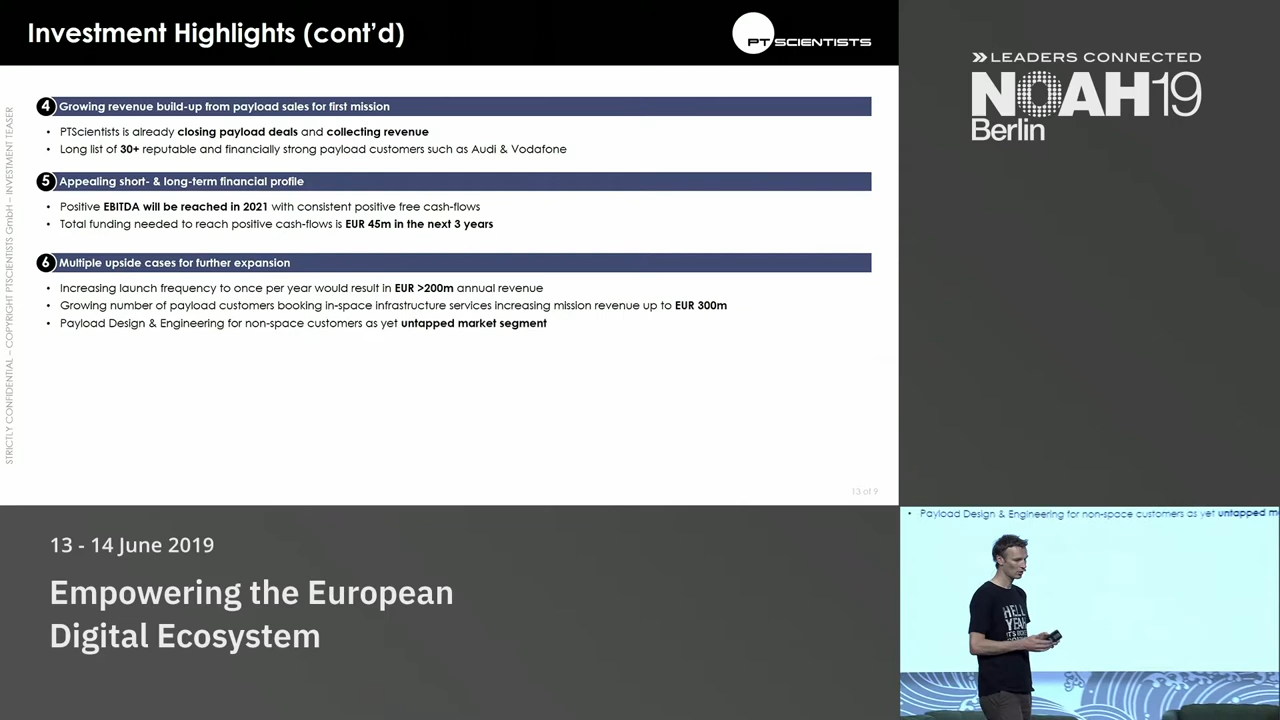 Investment Highlights (cont'd)
PTSCIENTISTS
STRICTLY CONFIDENTIAL – COPYRIGHT PTSCIENTISTS GmbH – INVESTMENT TEASER
4 Growing revenue build-up from payload sales for first mission
• PTScientists is already closing payload deals and collecting revenue
• Long list of 30+ reputable and financially strong payload customers such as Audi & Vodafone
5 Appealing short- & long-term financial profile
• Positive EBITDA will be reached in 2021 with consistent positive free cash-flows
• Total funding needed to reach positive cash-flows is EUR 45m in the next 3 years
6 Multiple upside cases for further expansion
• Increasing launch frequency to once per year would result in EUR >200m annual revenue
• Growing number of payload customers booking in-space infrastructure services increasing mission revenue up to EUR 300m
• Payload Design & Engineering for non-space customers as yet untapped market segment
13 of 9
LEADERS CONNECTED
NOAH19
Berlin
13 - 14 June 2019
Empowering the European
Digital Ecosystem
• Payload Design & Engineering for non-space customers as yet untapped m
HELL
YEAH
IT'S